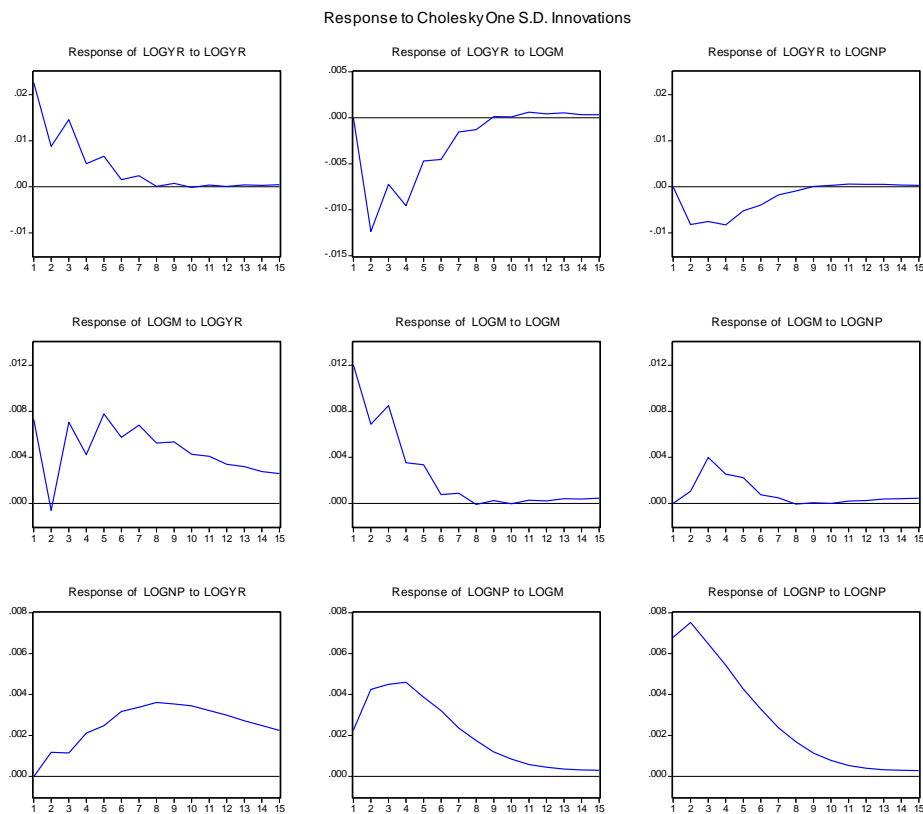 Response to Cholesky One S.D. Innovations
Response of LOGYR to LOGYR
.02
.01
.00
-.01
1 2 3 4 5 6 7 8 9 10 11 12 13 14 15
Response of LOGYR to LOGM
.005
.000
-.005
-.010
-.015
1 2 3 4 5 6 7 8 9 10 11 12 13 14 15
Response of LOGYR to LOGNP
.02
.01
.00
-.01
1 2 3 4 5 6 7 8 9 10 11 12 13 14 15
Response of LOGM to LOGYR
.012
.008
.004
.000
1 2 3 4 5 6 7 8 9 10 11 12 13 14 15
Response of LOGM to LOGM
.012
.008
.004
.000
1 2 3 4 5 6 7 8 9 10 11 12 13 14 15
Response of LOGM to LOGNP
.012
.008
.004
.000
1 2 3 4 5 6 7 8 9 10 11 12 13 14 15
Response of LOGNP to LOGYR
.008
.006
.004
.002
.000
1 2 3 4 5 6 7 8 9 10 11 12 13 14 15
Response of LOGNP to LOGM
.008
.006
.004
.002
.000
1 2 3 4 5 6 7 8 9 10 11 12 13 14 15
Response of LOGNP to LOGNP
.008
.006
.004
.002
.000
1 2 3 4 5 6 7 8 9 10 11 12 13 14 15